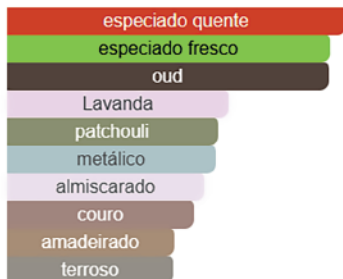 especiado quente
especiado fresco
oud
Lavanda
patchouli
metálico
almiscarado
couro
amadeirado
terroso